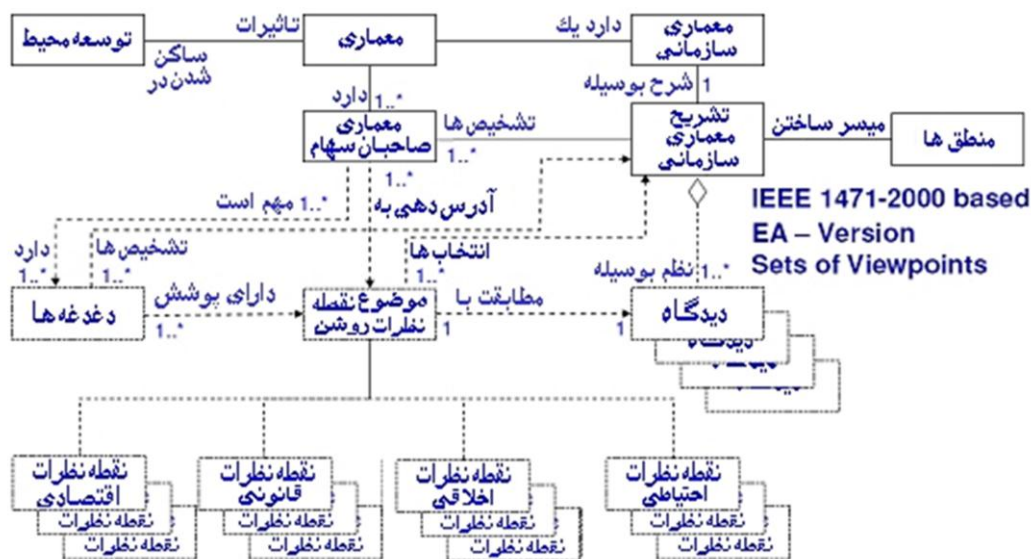 توسعه محیط
ساکن
شدن در
تاثیرات
معماری
دارد یك
معماری
سازمانی
شرح بوسیله
1
دارد
1..*
معماری
صاحبان سهام
تشخیص ها
1..*
تشریح
معماری
سازمانی
میسر ساختن
منطق ها
IEEE 1471-2000 based
EA – Version
Sets of Viewpoints
مهم است
1..*
1..*
آدرس دهی به
دارد
1..*
تشخیص ها
1..*
انتخاب ها
1..*
نظم بوسیله
1..*
دغدغه ها
دارای پوشش
1..*
موضوع نقطه
نظرات روشن
1
مطابقت با
1
دیدگاه
دیدگاه
نقطه نظرات
اقتصادی
نقطه نظرات
نقطه نظرات
نقطه نظرات
قانونی
نقطه نظرات
نقطه نظرات
نقطه نظرات
اخلاقی
نقطه نظرات
نقطه نظرات
نقطه نظرات
احتیاطی
نقطه نظرات
نقطه نظرات